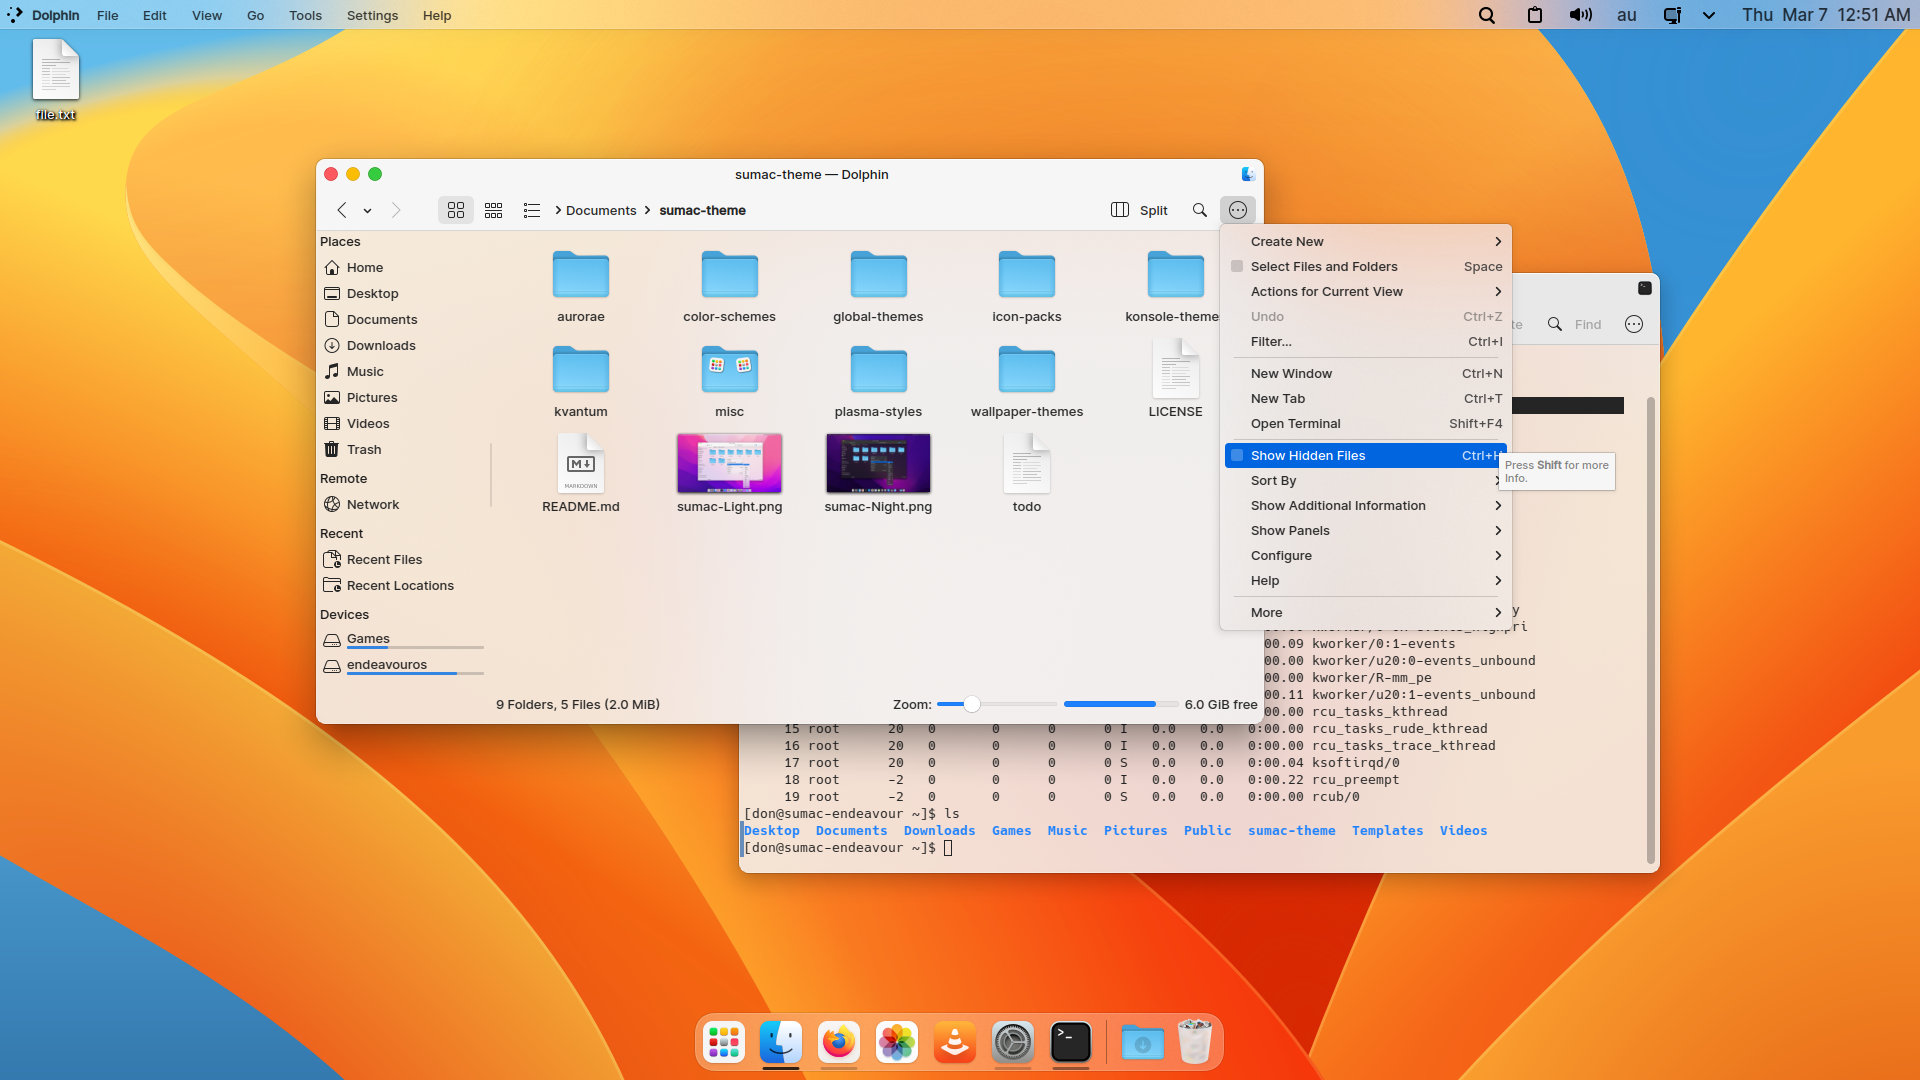 Dolphin File Edit View Go Tools Settings Help
au Thu Mar 7 12:51 AM
file.txt
sumac-theme — Dolphin
Documents sumac-theme
Split
Places
Home
Desktop
Documents
Downloads
Music
Pictures
Videos
Trash
Remote
Network
Recent
Recent Files
Recent Locations
Devices
Games
endeavouros
aurorae color-schemes global-themes icon-packs konsole-theme
kvantum misc plasma-styles wallpaper-themes LICENSE
M
MARKDOWN
README.md sumac-Light.png sumac-Night.png todo
9 Folders, 5 Files (2.0 MiB)
Zoom:
6.0 GiB free
Create New
Select Files and Folders Space
Actions for Current View
Undo Ctrl+Z
Filter... Ctrl+I
New Window Ctrl+N
New Tab Ctrl+T
Open Terminal Shift+F4
Show Hidden Files Ctrl+H
Sort By
Show Additional Information
Show Panels
Configure
Help
More
Press Shift for more
Info.
te Find
y
00.09 kworker/0:1-events
00.00 kworker/u20:0-events_unbound
00.00 kworker/R-mm_pe
00.11 kworker/u20:1-events_unbound
00.00 rcu_tasks_kthread
15 root 20 0 0 0 0 I 0.0 0.0 0:00.00 rcu_tasks_rude_kthread
16 root 20 0 0 0 0 I 0.0 0.0 0:00.00 rcu_tasks_trace_kthread
17 root 20 0 0 0 0 S 0.0 0.0 0:00.04 ksoftirqd/0
18 root -2 0 0 0 0 I 0.0 0.0 0:00.22 rcu_preempt
19 root -2 0 0 0 0 S 0.0 0.0 0:00.00 rcub/0
[don@sumac-endeavour ~]$ ls
Desktop Documents Downloads Games Music Pictures Public sumac-theme Templates Videos
[don@sumac-endeavour ~]$
>_